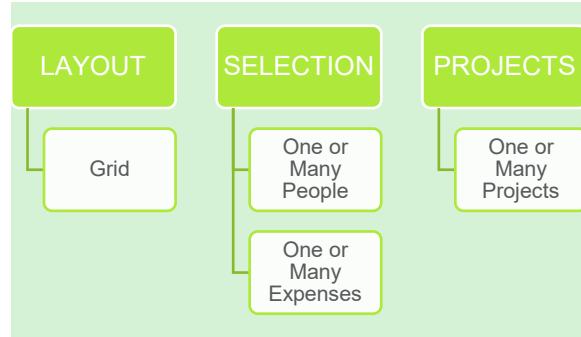 LAYOUT
Grid
SELECTION
One or
Many
People
One or
Many
Expenses
PROJECTS
One or
Many
Projects